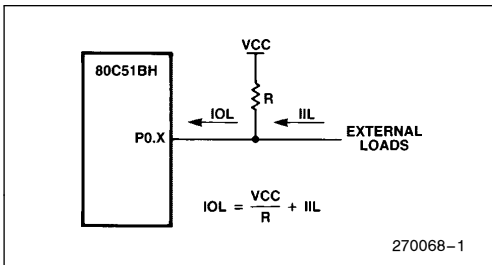 VCC
80C51BH
R
IOL
IIL
P0.X
EXTERNAL
LOADS
IOL = VCC/R + IIL
270068-1